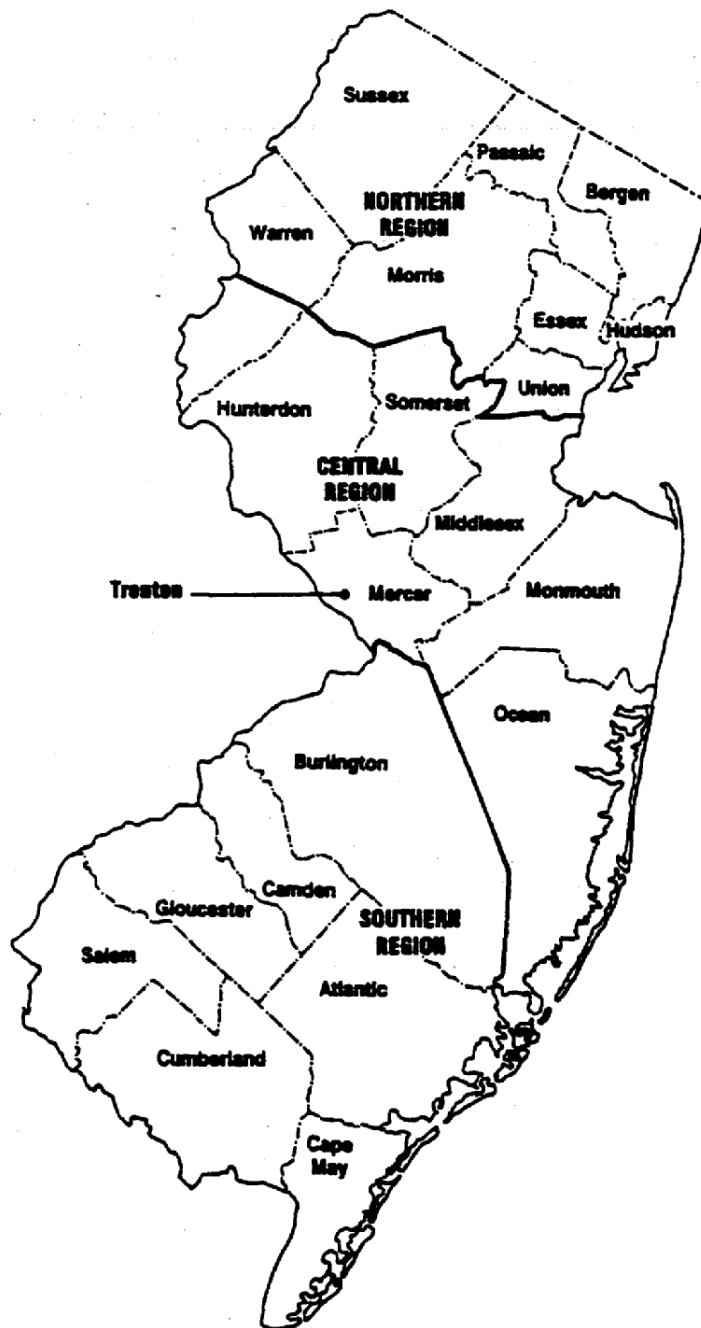 Sussex
Passaic
Bergen
NORTHERN
REGION
Warren
Morris
Essex
Hudson
Union
Hunterdon
Somerset
CENTRAL
REGION
Middlesex
Trenton
Mercer
Monmouth
Ocean
Burlington
Camden
Gloucester
SOUTHERN
REGION
Salem
Atlantic
Cumberland
Cape
May